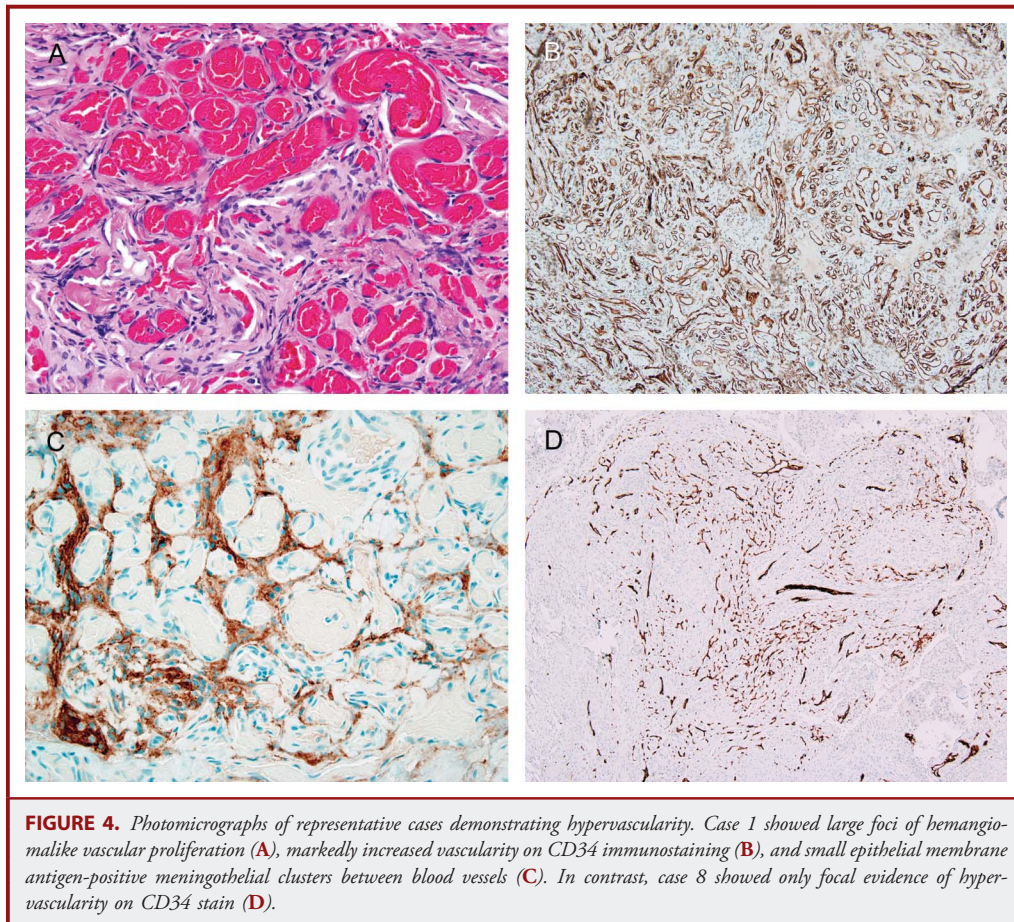 A
B
C
D
FIGURE 4. Photomicrographs of representative cases demonstrating hypervascularity. Case 1 showed large foci of hemangio-
malike vascular proliferation (A), markedly increased vascularity on CD34 immunostaining (B), and small epithelial membrane
antigen-positive meningothelial clusters between blood vessels (C). In contrast, case 8 showed only focal evidence of hyper-
vascularity on CD34 stain (D).